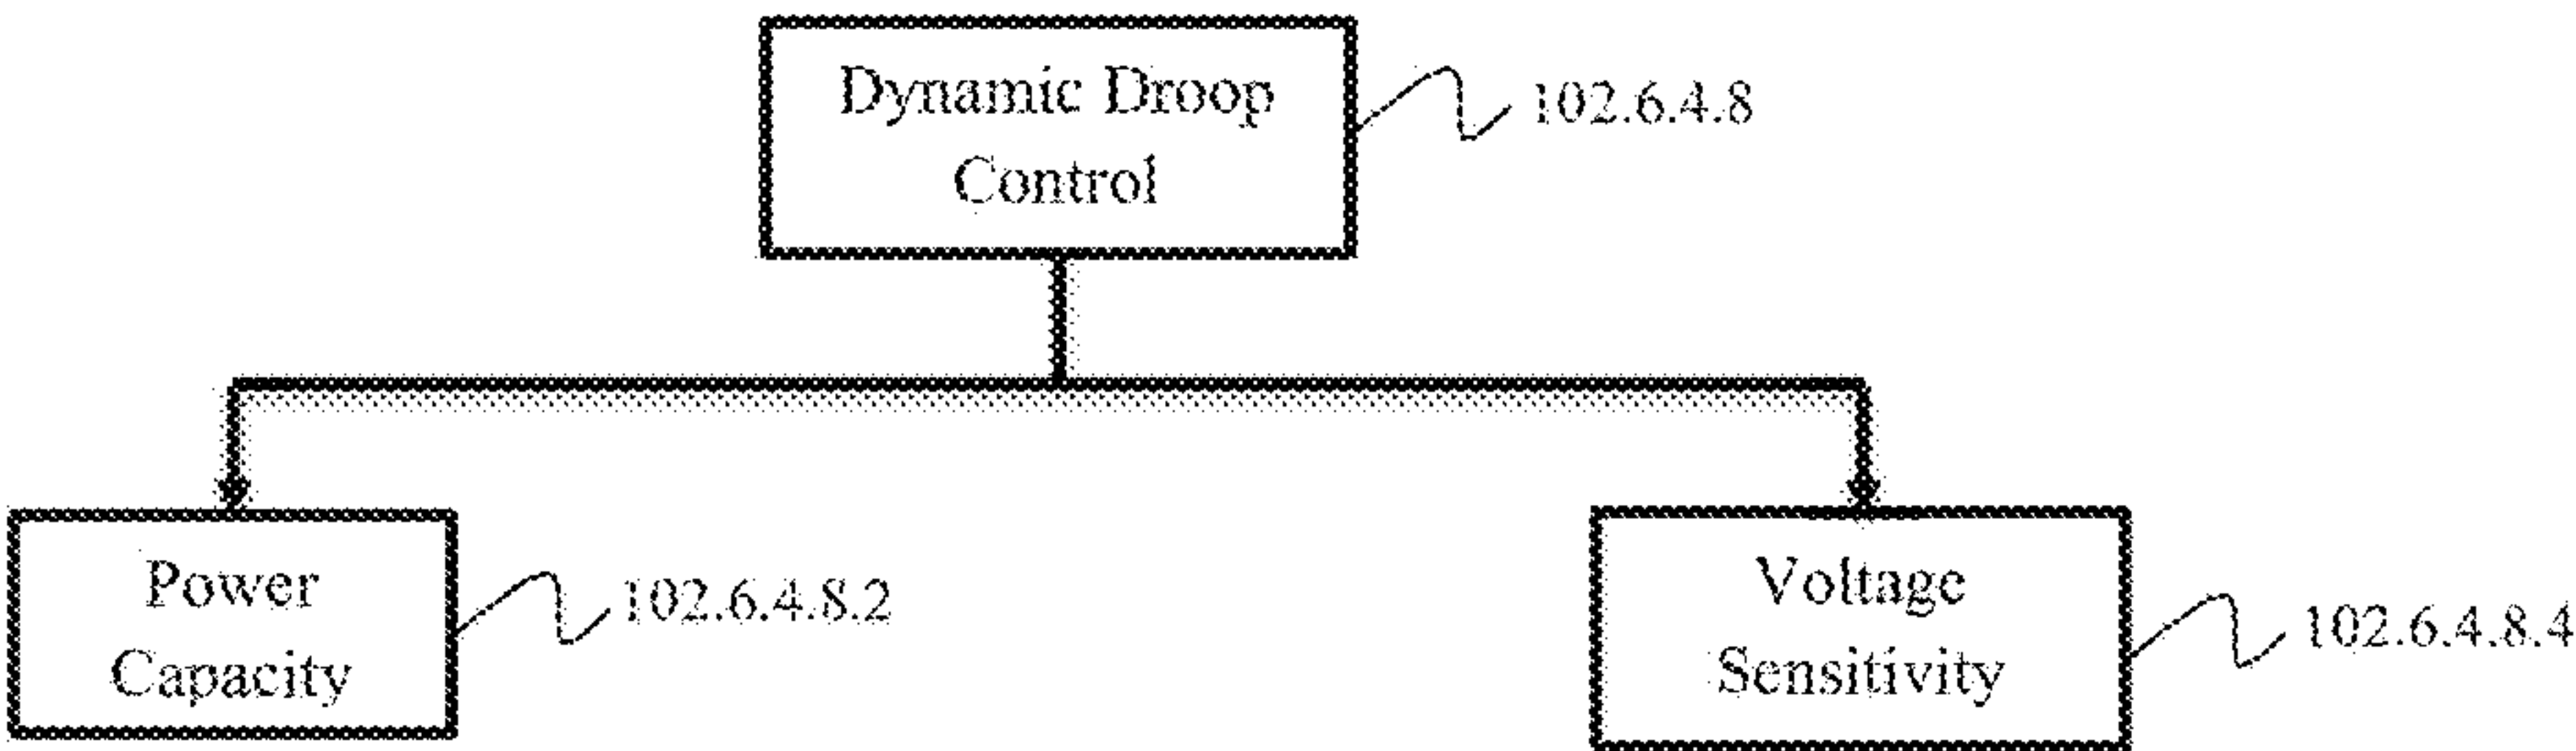 Dynamic Droop
Control
102.6.4.8
Power
Capacity
102.6.4.8.2
Voltage
Sensitivity
102.6.4.8.4